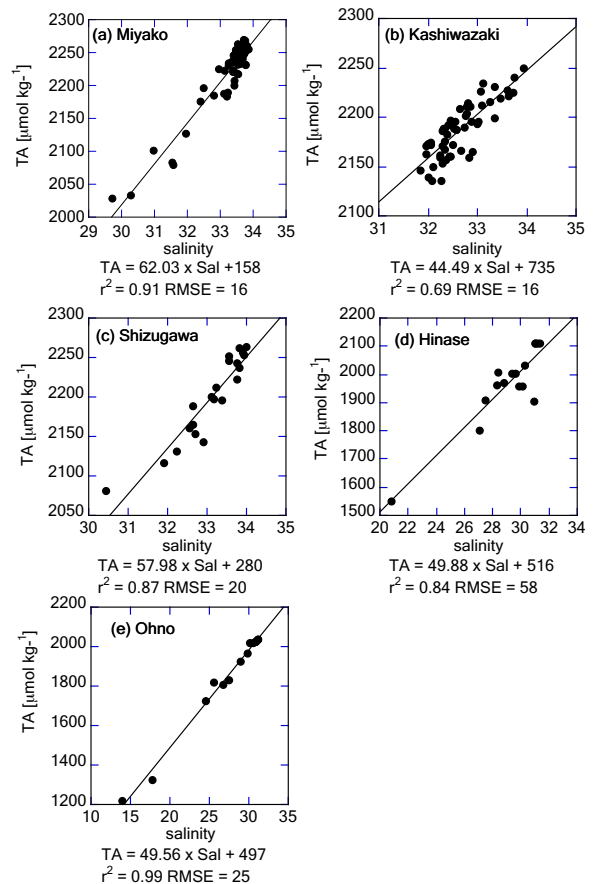 (a) Miyako
TA [μmol kg-1]
2300
2250
2200
2150
2100
2050
2000
29 30 31 32 33 34 35
salinity
TA = 62.03 x Sal +158
r2 = 0.91 RMSE = 16
(b) Kashiwazaki
TA [μmol kg-1]
2300
2250
2200
2150
2100
31 32 33 34 35
salinity
TA = 44.49 x Sal + 735
r2 = 0.69 RMSE = 16
(c) Shizugawa
TA [μmol kg-1]
2300
2250
2200
2150
2100
2050
30 31 32 33 34 35
salinity
TA = 57.98 x Sal + 280
r2 = 0.87 RMSE = 20
(d) Hinase
TA [μmol kg-1]
2200
2100
2000
1900
1800
1700
1600
1500
20 22 24 26 28 30 32 34
salinity
TA = 49.88 x Sal + 516
r2 = 0.84 RMSE = 58
(e) Ohno
TA [μmol kg-1]
2200
2000
1800
1600
1400
1200
10 15 20 25 30 35
salinity
TA = 49.56 x Sal + 497
r2 = 0.99 RMSE = 25